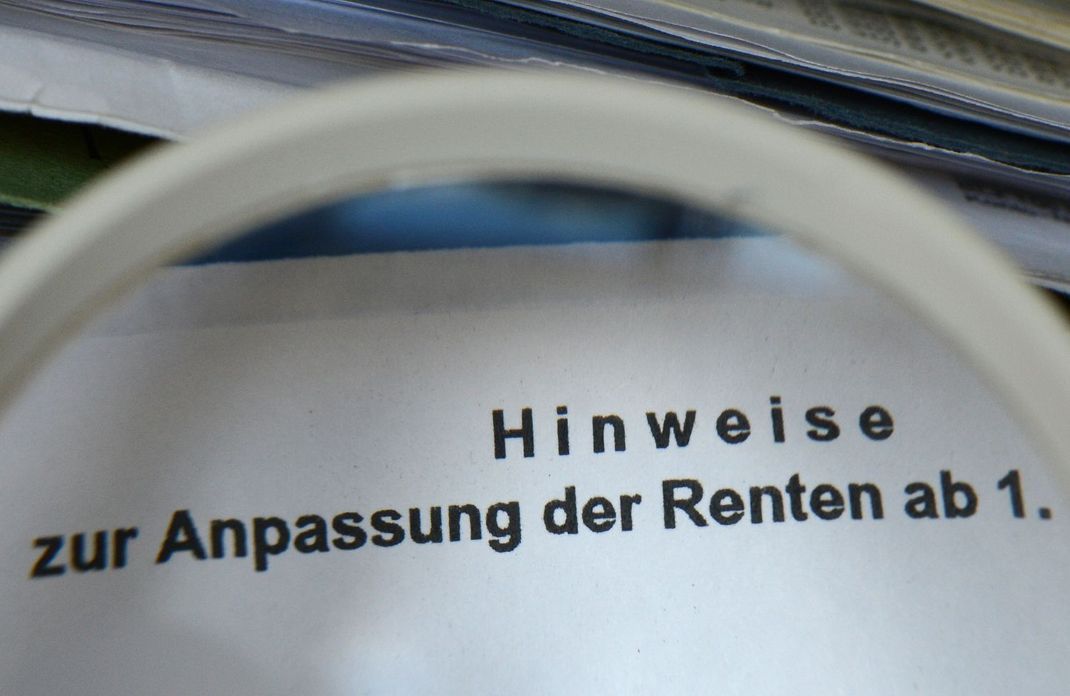 Hinweise
zur Anpassung der Renten ab 1.